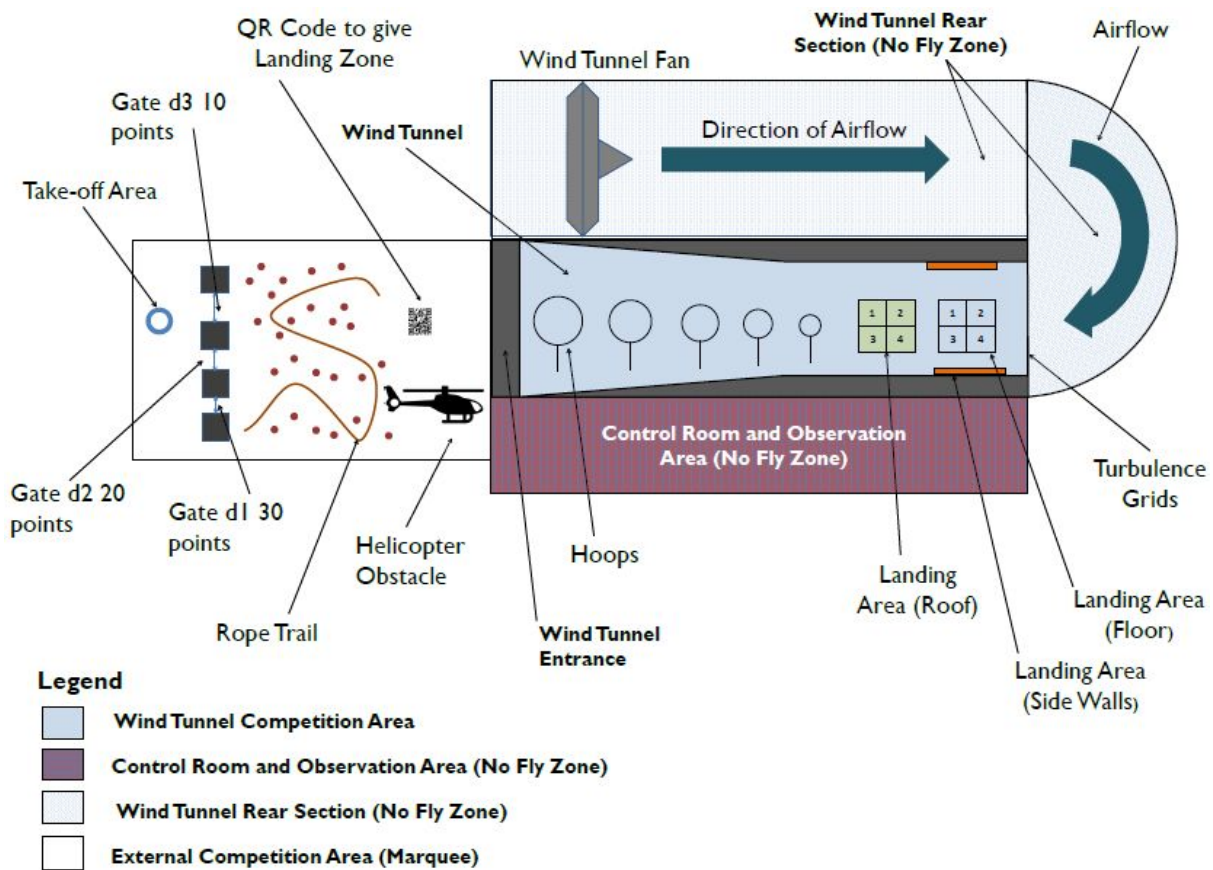 QR Code to give
Landing Zone
Wind Tunnel Rear
Section (No Fly Zone)
Airflow
Wind Tunnel Fan
Gate d3 10
points
Wind Tunnel
Direction of Airflow
Take-off Area
1 2
3 4
1 2
3 4
Control Room and Observation
Area (No Fly Zone)
Turbulence
Grids
Gate d2 20
points
Gate d1 30
points
Helicopter
Obstacle
Hoops
Landing
Area (Roof)
Landing Area
(Floor)
Rope Trail
Wind Tunnel
Entrance
Landing Area
(Side Walls)
Legend
Wind Tunnel Competition Area
Control Room and Observation Area (No Fly Zone)
Wind Tunnel Rear Section (No Fly Zone)
External Competition Area (Marquee)